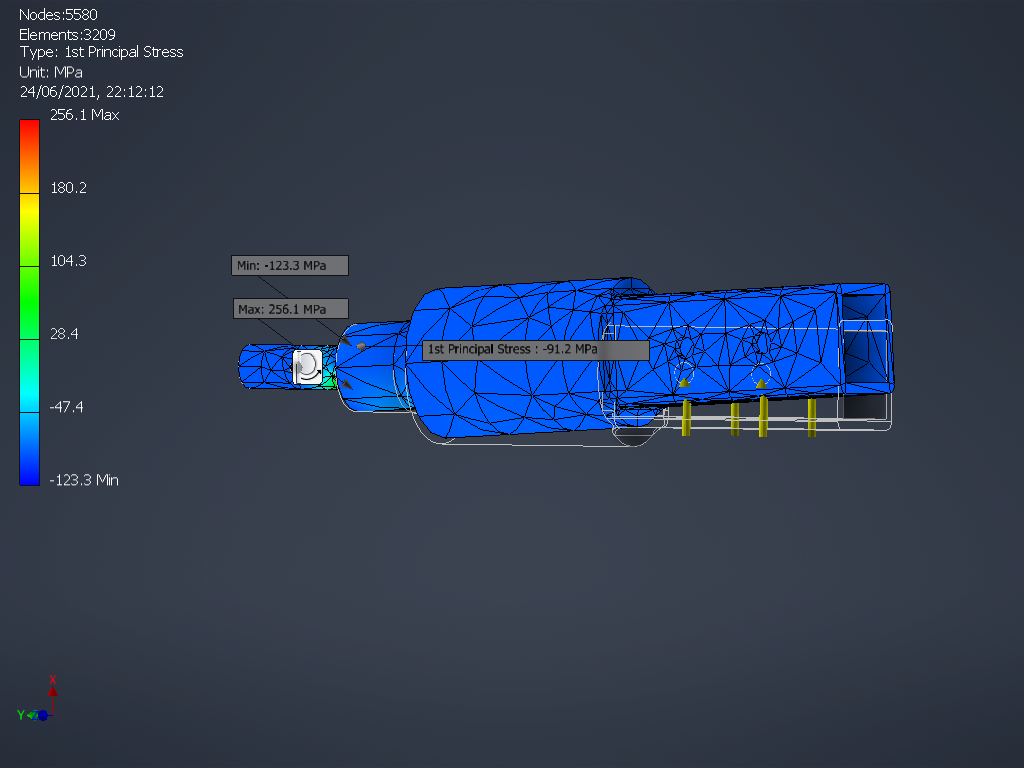 Nodes:5580
Elements:3209
Type: 1st Principal Stress
Unit: MPa
24/06/2021, 22:12:12
256.1 Max
180.2
104.3
28.4
-47.4
-123.3 Min
Min: -123.3 MPa
Max: 256.1 MPa
1st Principal Stress : -91.2 MPa
X
Y